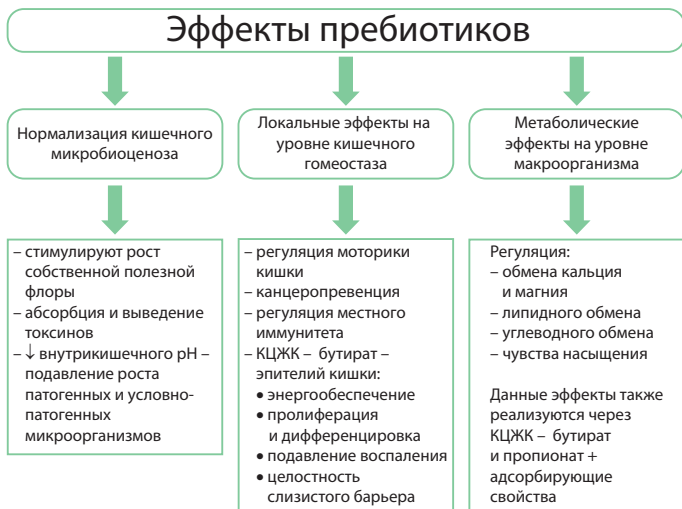 Эффекты пребиотиков
Нормализация кишечного
микробиоценоза
Локальные эффекты на
уровне кишечного
гомеостаза
Метаболические
эффекты на уровне
макроорганизма
– стимулируют рост
собственной полезной
флоры
– абсорбция и выведение
токсинов
– ↓ внутрикишечного pH –
подавление роста
патогенных и условно-
патогенных
микроорганизмов
– регуляция моторики
кишки
– канцеропревенция
– регуляция местного
иммунитета
– КЦЖК – бутират –
эпителий кишки:
• энергообеспечение
• пролиферация
и дифференцировка
• подавление воспаления
• целостность
слизистого барьера
Регуляция:
– обмена кальция
и магния
– липидного обмена
– углеводного обмена
– чувства насыщения
Данные эффекты также
реализуются через
КЦЖК – бутират
и пропионат +
адсорбирующие
свойства